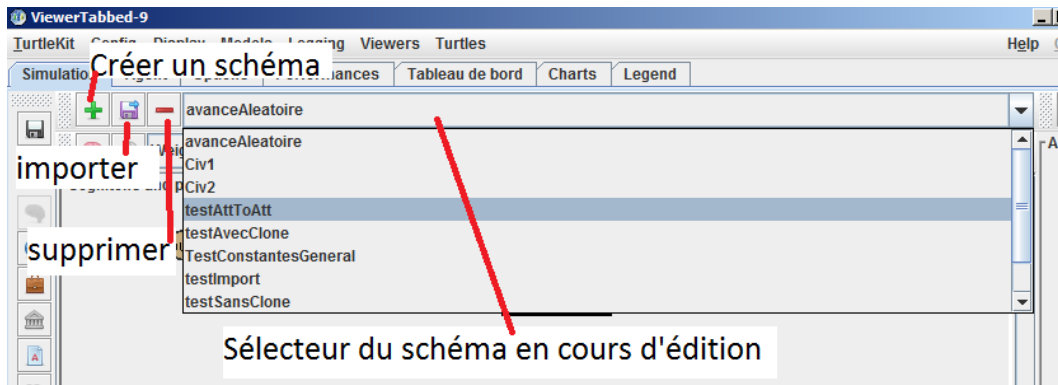 ViewerTabbed-9
TurtleKit Config Display Models Logging Viewers Turtles Help
Simulation Créer un schéma Performances Tableau de bord Charts Legend
avanceAleatoire
avanceAleatoire
importer Civ1
Civ2
testAttToAtt
testAvecClone
supprimer TestConstantesGeneral
testImport
testSansClone
Sélecteur du schéma en cours d'édition